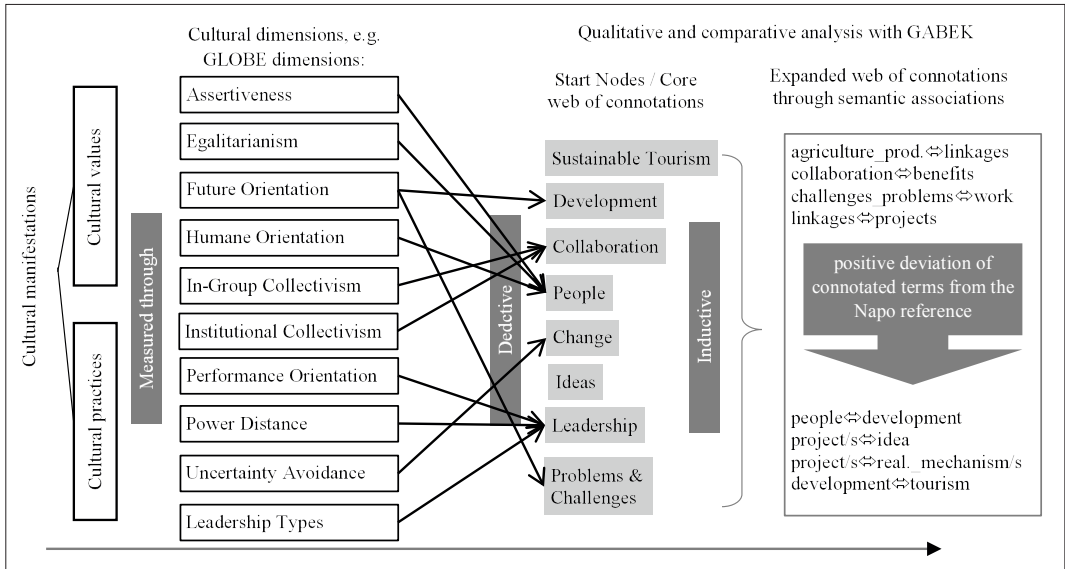 Cultural dimensions, e.g.
GLOBE dimensions:
Qualitative and comparative analysis with GABEK
Start Nodes / Core
web of connotations
Expanded web of connotations
through semantic associations
Cultural manifestations
Cultural values
Cultural practices
Measured through
Assertiveness
Egalitarianism
Future Orientation
Humane Orientation
In-Group Collectivism
Institutional Collectivism
Performance Orientation
Power Distance
Uncertainty Avoidance
Leadership Types
Dedctive
Sustainable Tourism
Development
Collaboration
People
Change
Ideas
Leadership
Problems &
Challenges
Inductive
agriculture_prod.⬄linkages
collaboration⬄benefits
challenges_problems⬄work
linkages⬄projects
positive deviation of
connotated terms from the
Napo reference
people⬄development
project/s⬄idea
project/s⬄real._mechanism/s
development⬄tourism